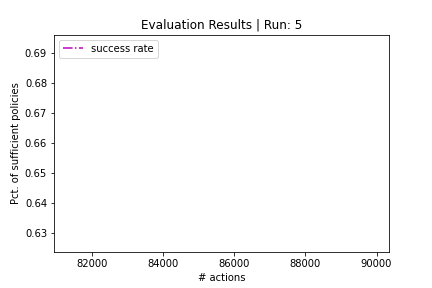 Evaluation Results | Run: 5
success rate
Pct. of sufficient policies
0.69
0.68
0.67
0.66
0.65
0.64
0.63
82000 84000 86000 88000 90000
# actions